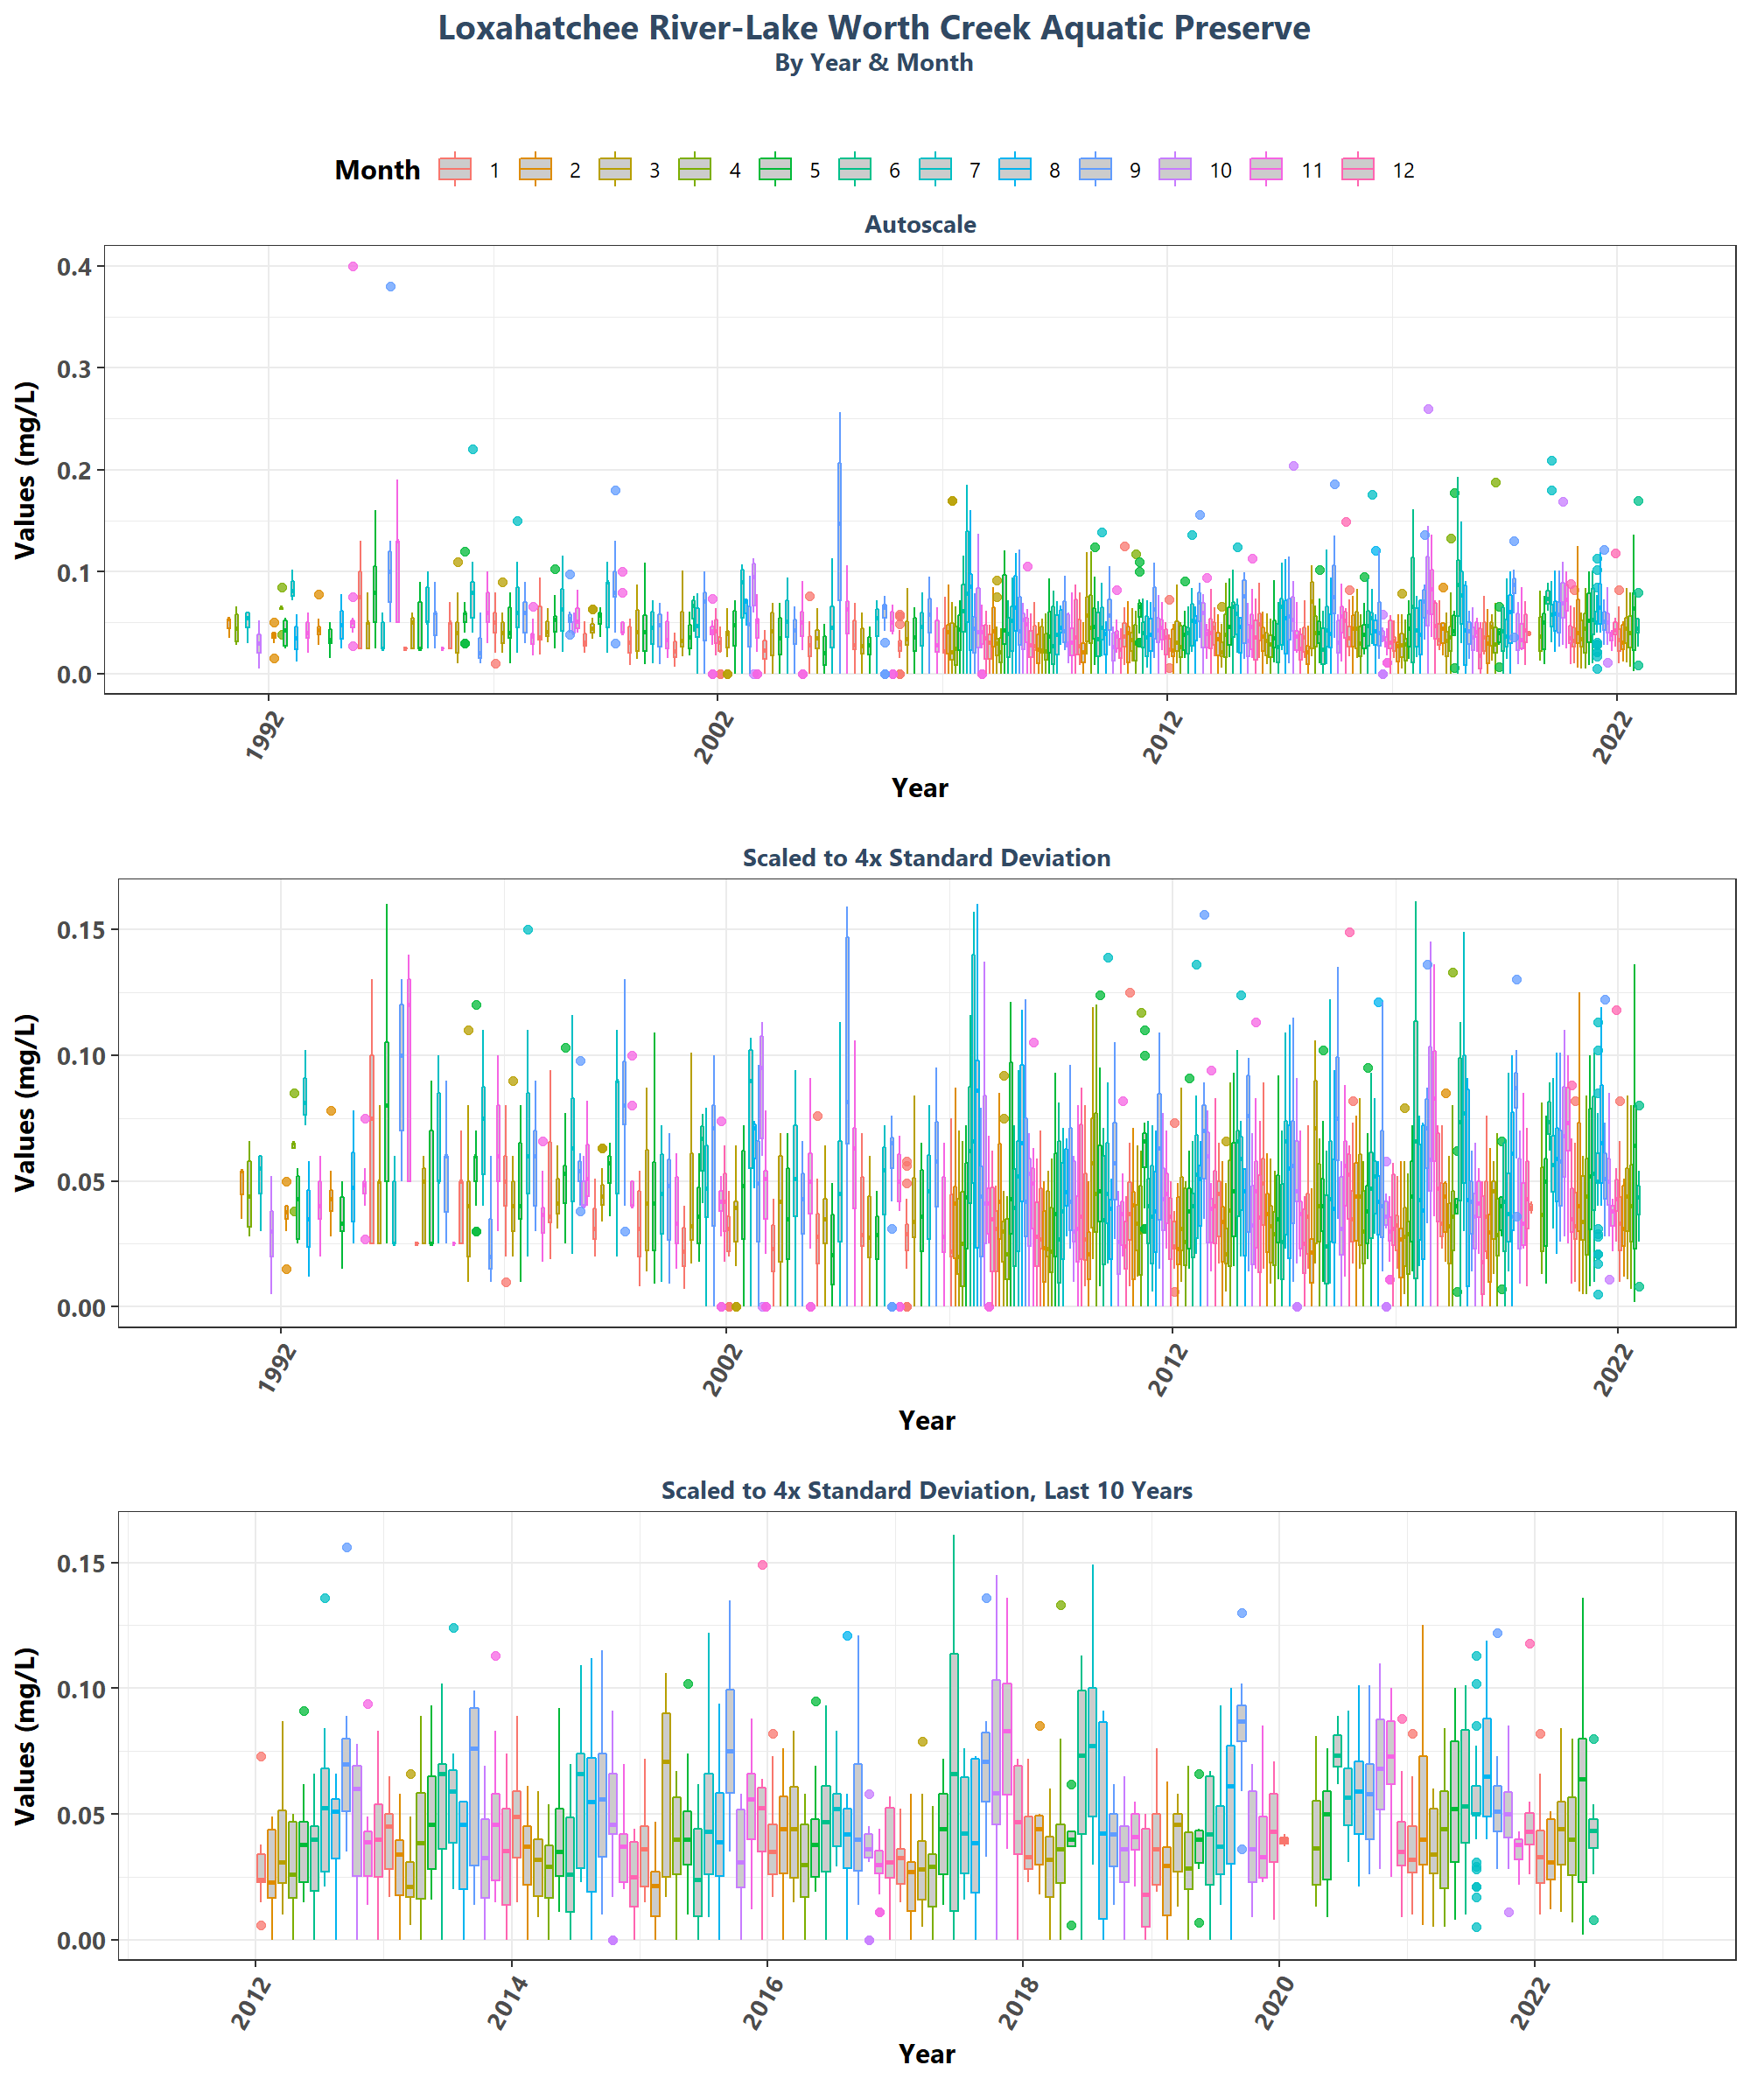 Loxahatchee River-Lake Worth Creek Aquatic Preserve
By Year & Month
Month 1 2 3 4 5 6 7 8 9 10 11 12
Autoscale
Values (mg/L)
0.4
0.3
0.2
0.1
0.0
1992 2002 2012 2022
Year
Scaled to 4x Standard Deviation
Values (mg/L)
0.15
0.10
0.05
0.00
1992 2002 2012 2022
Year
Scaled to 4x Standard Deviation, Last 10 Years
Values (mg/L)
0.15
0.10
0.05
0.00
2012 2014 2016 2018 2020 2022
Year